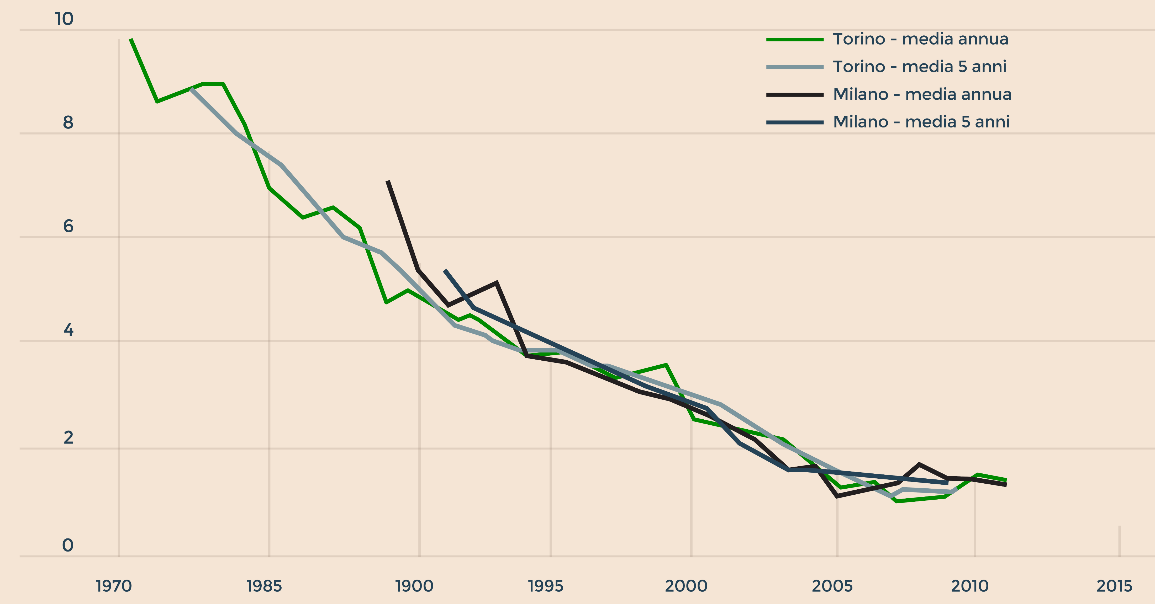 10
Torino - media annua
Torino - media 5 anni
Milano - media annua
Milano - media 5 anni
8
6
4
2
0
1970 1985 1900 1995 2000 2005 2010 2015